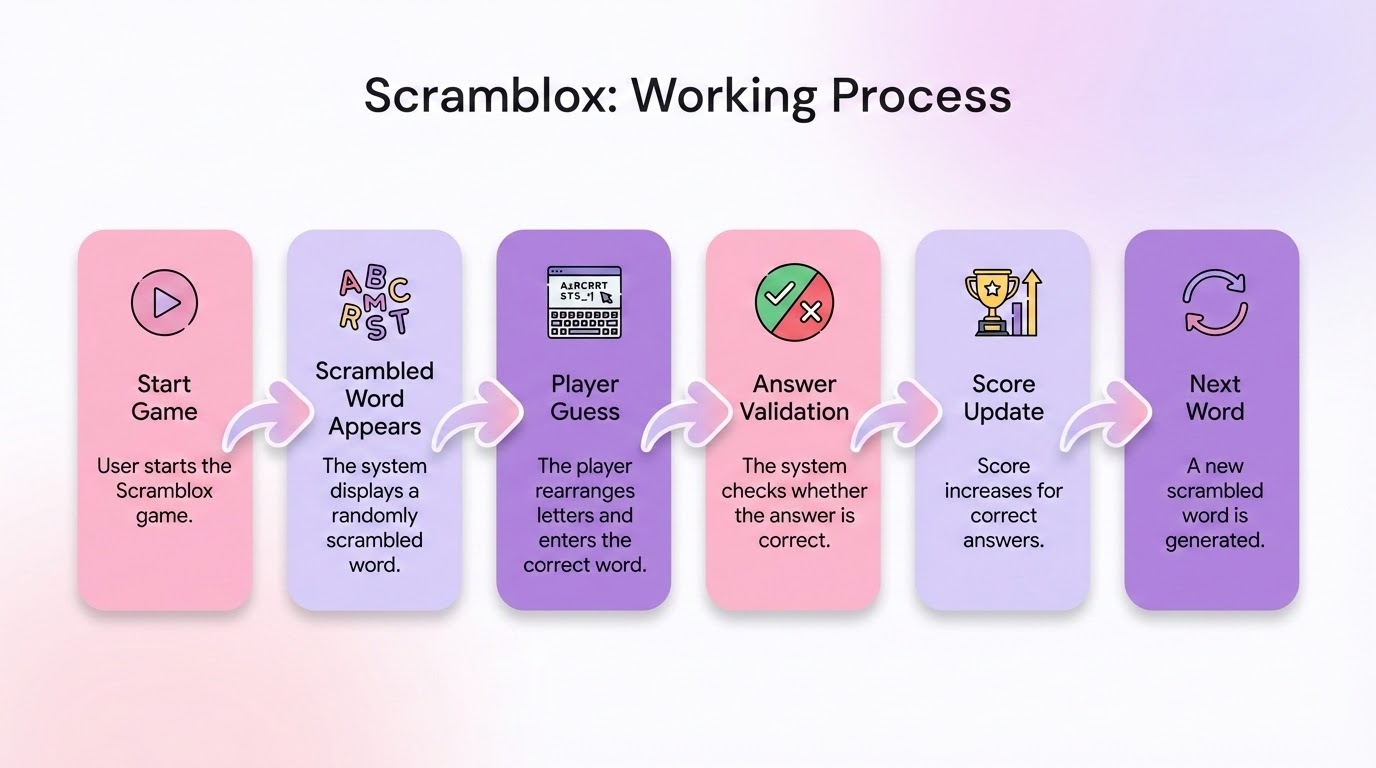 Scramblox: Working Process
A
B
C
M
R
S
T
STS_
Start
Game
User starts the
Scramblox
game.
Scrambled
Word
Appears
The system
displays a
randomly
scrambled
word.
Player
Guess
The player
rearranges
letters and
enters the
correct word.
Answer
Validation
The system
checks whether
the answer is
correct.
Score
Update
Score
increases for
correct
answers.
Next
Word
A new
scrambled
word is
generated.